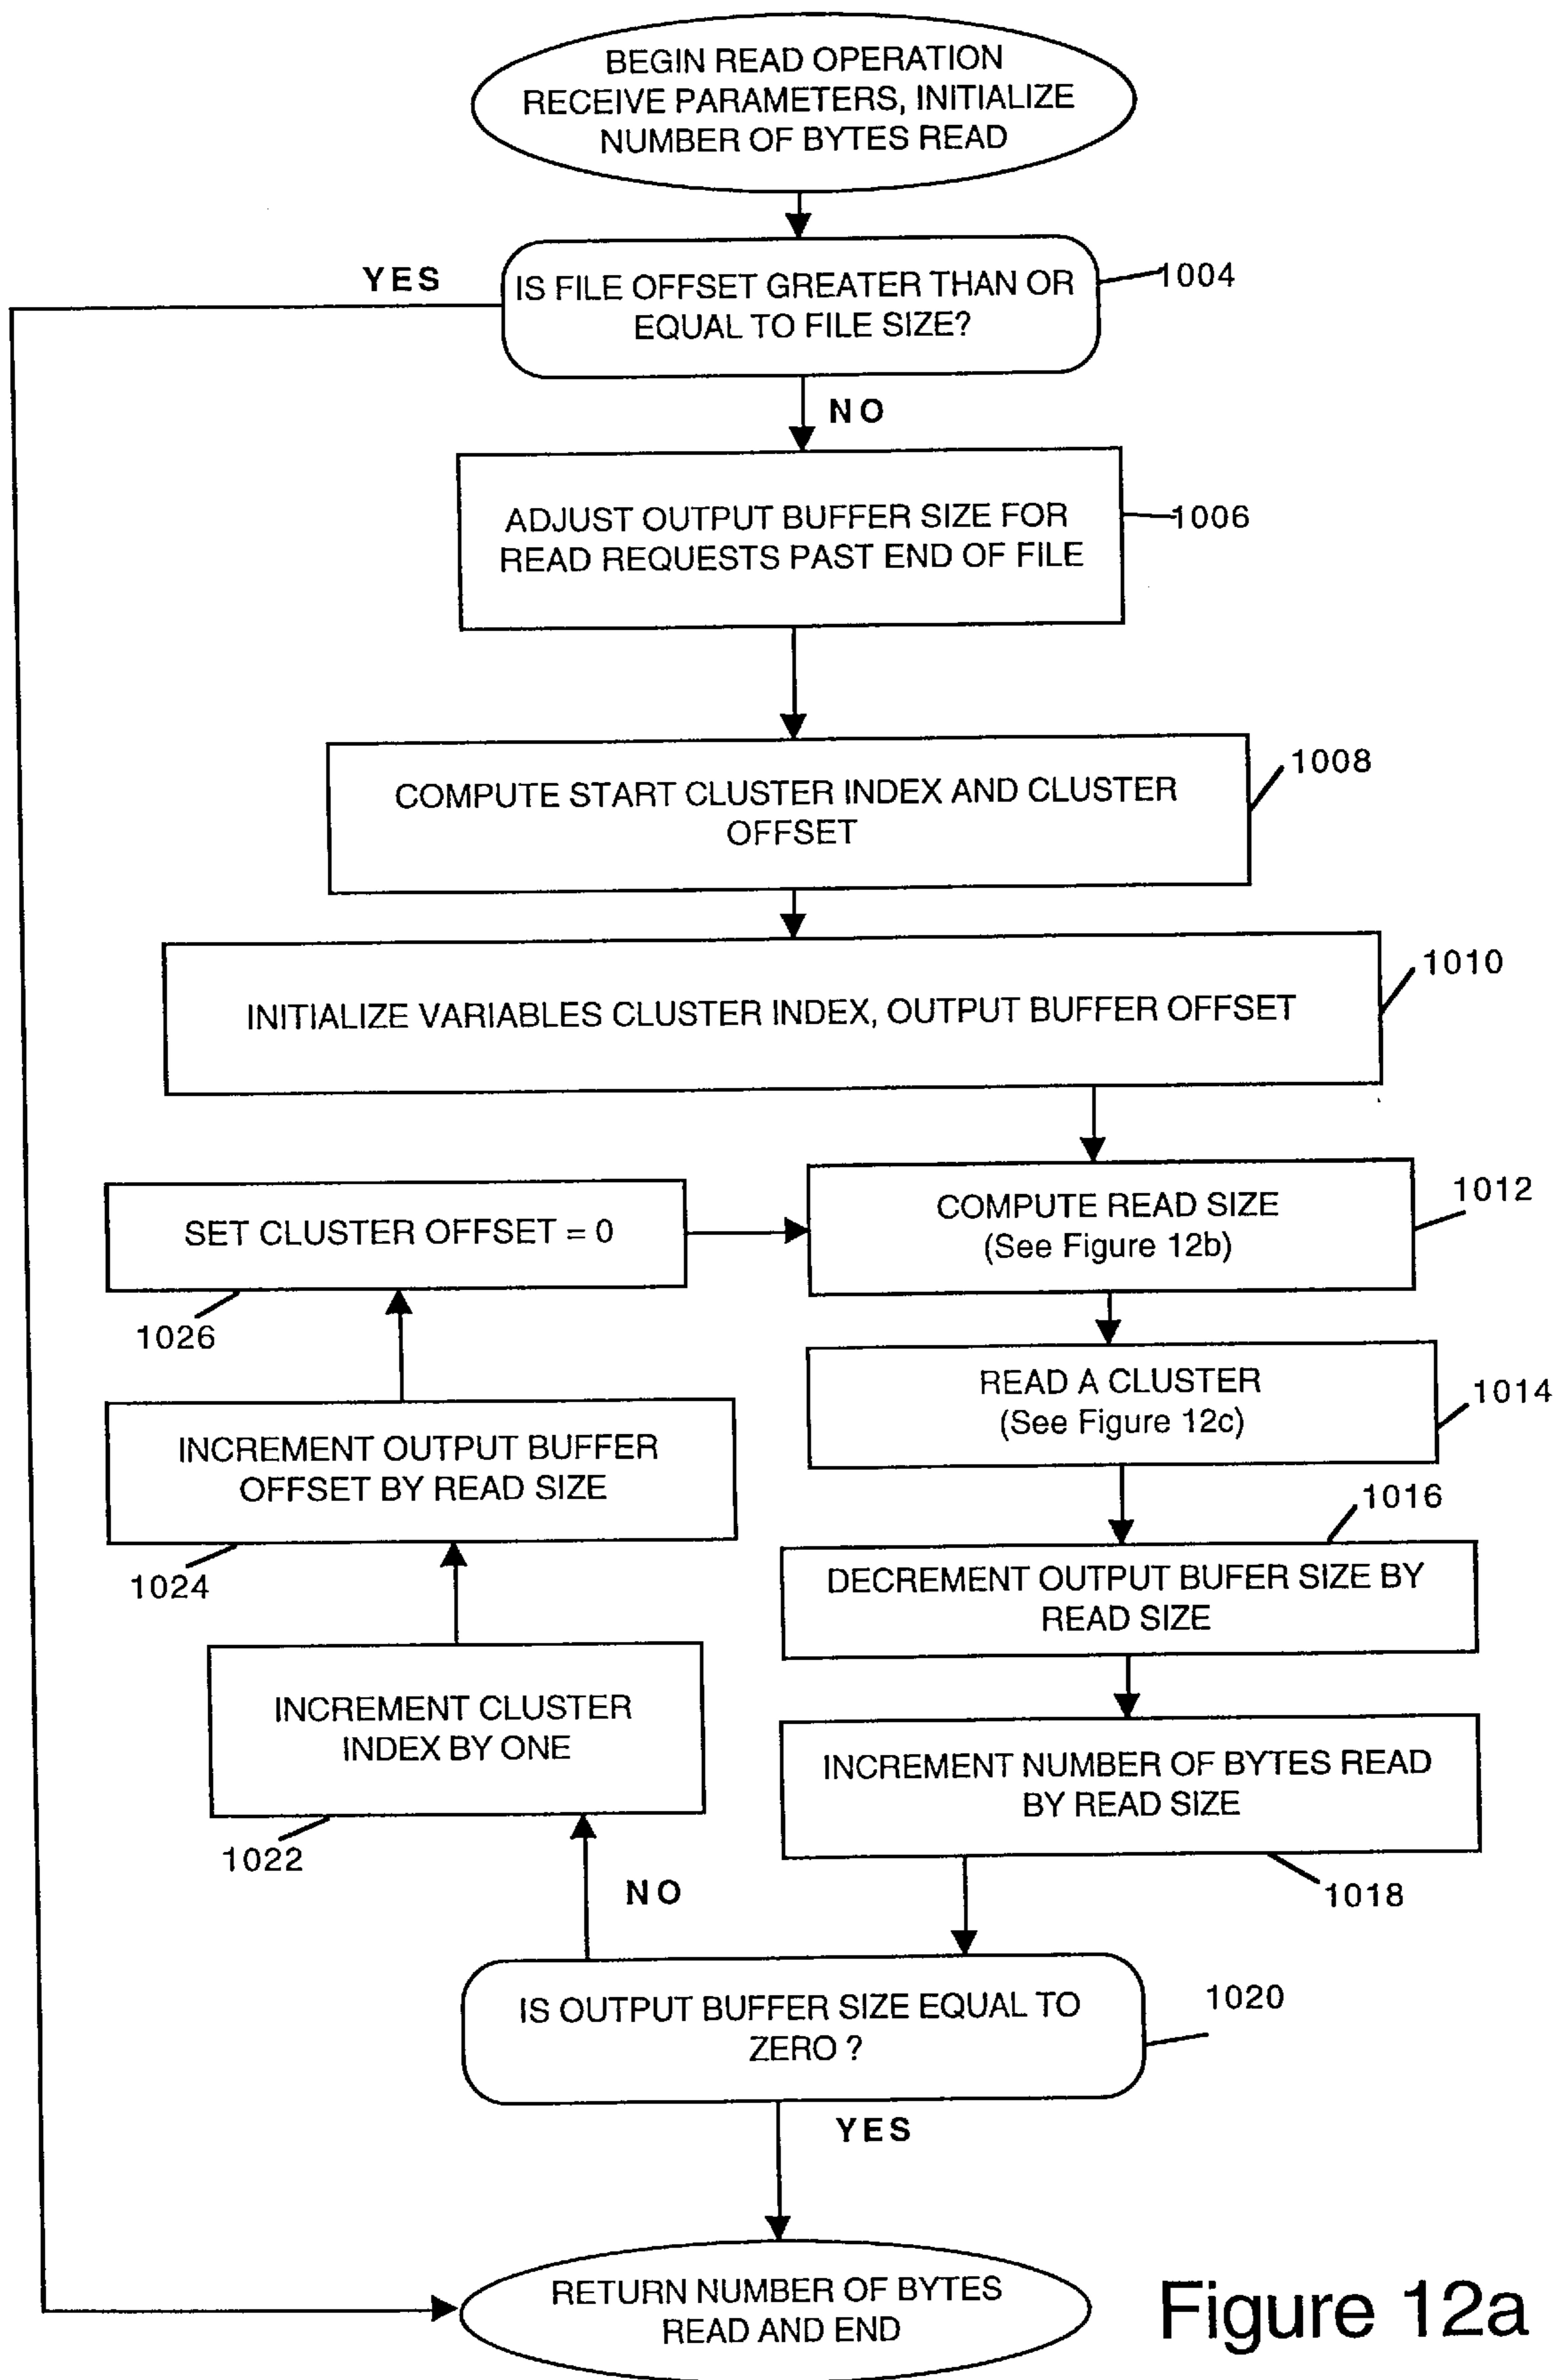 BEGIN READ OPERATION
RECEIVE PARAMETERS, INITIALIZE
NUMBER OF BYTES READ
YES
IS FILE OFFSET GREATER THAN OR
EQUAL TO FILE SIZE?
1004
NO
ADJUST OUTPUT BUFFER SIZE FOR
READ REQUESTS PAST END OF FILE
1006
COMPUTE START CLUSTER INDEX AND CLUSTER
OFFSET
1008
INITIALIZE VARIABLES CLUSTER INDEX, OUTPUT BUFFER OFFSET
1010
COMPUTE READ SIZE
(See Figure 12b)
1012
READ A CLUSTER
(See Figure 12c)
1014
DECREMENT OUTPUT BUFER SIZE BY
READ SIZE
1016
INCREMENT NUMBER OF BYTES READ
BY READ SIZE
1018
IS OUTPUT BUFFER SIZE EQUAL TO
ZERO ?
1020
NO
INCREMENT CLUSTER
INDEX BY ONE
1022
INCREMENT OUTPUT BUFFER
OFFSET BY READ SIZE
1024
SET CLUSTER OFFSET = 0
1026
YES
RETURN NUMBER OF BYTES
READ AND END
Figure 12a